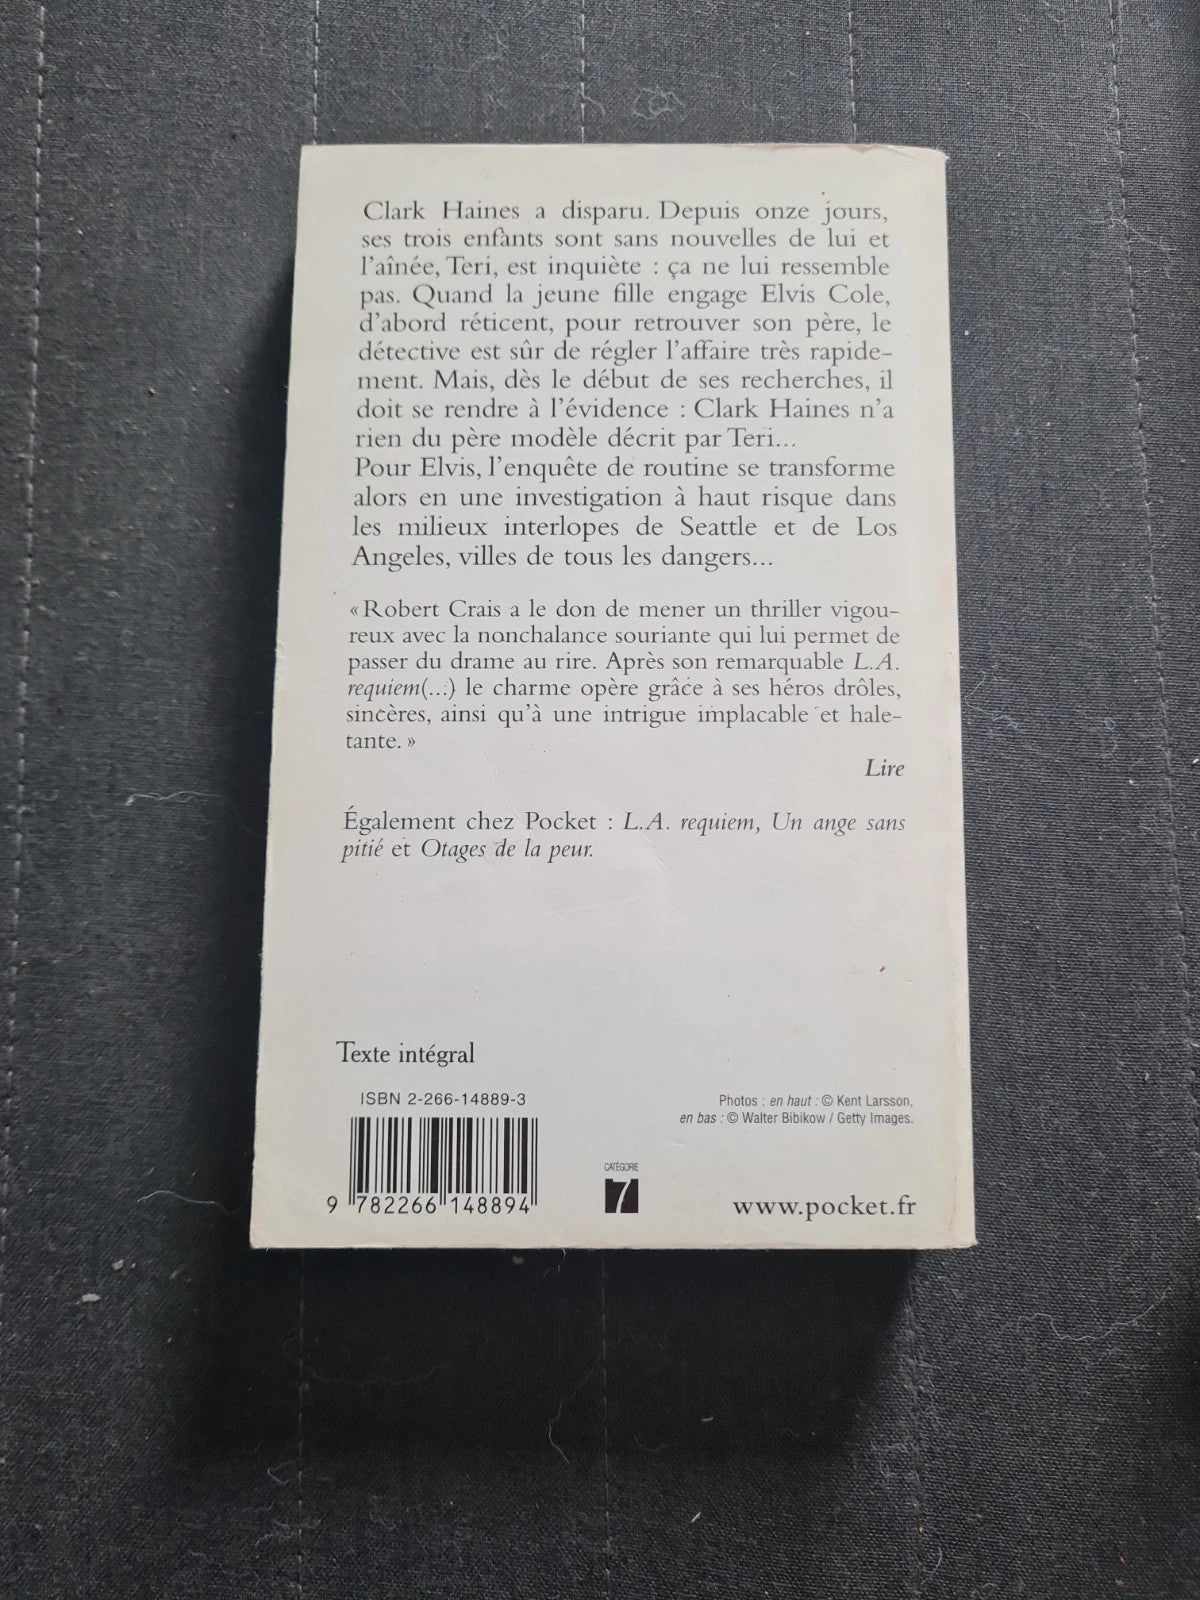 Clark Haines a disparu. Depuis onze jours,
ses trois enfants sont sans nouvelles de lui et
l'aînée, Teri, est inquiète : ça ne lui ressemble
pas. Quand la jeune fille engage Elvis Cole,
d'abord réticent, pour retrouver son père, le
détective est sûr de régler l'affaire très rapide-
ment. Mais, dès le début de ses recherches, il
doit se rendre à l'évidence : Clark Haines n'a
rien du père modèle décrit par Teri...
Pour Elvis, l'enquête de routine se transforme
alors en une investigation à haut risque dans
les milieux interlopes de Seattle et de Los
Angeles, villes de tous les dangers...
« Robert Crais a le don de mener un thriller vigou-
reux avec la nonchalance souriante qui lui permet de
passer du drame au rire. Après son remarquable L.A.
requiem(...) le charme opère grâce à ses héros drôles,
sincères, ainsi qu'à une intrigue implacable et hale-
tante. »
Lire
Également chez Pocket : L.A. requiem, Un ange sans
pitié et Otages de la peur.
Texte intégral
ISBN 2-266-14889-3
9 782266 148894
Photos : en haut : © Kent Larsson,
en bas : © Walter Bibikow / Getty Images.
CATÉGORIE
7
www.pocket.fr